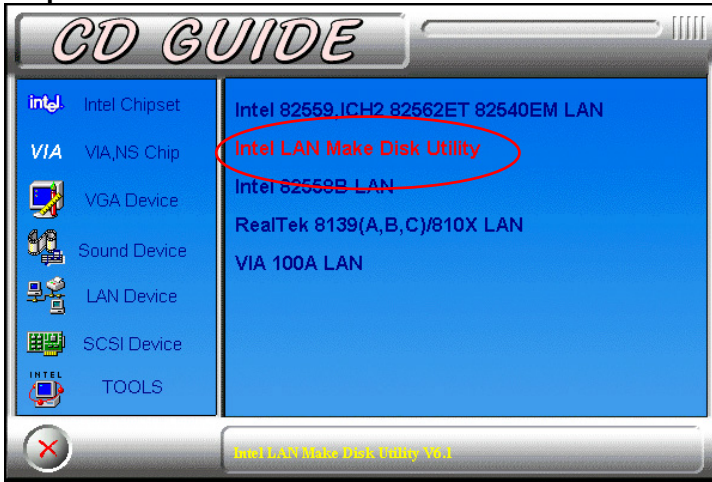 CD GUIDE
intel. Intel Chipset
VIA VIA,NS Chip
VGA Device
Sound Device
LAN Device
SCSI Device
INTEL
TOOLS
Intel 82559,ICH2 82562ET 82540EM LAN
Intel LAN Make Disk Utility
Intel 82558B LAN
RealTek 8139(A,B,C)/810X LAN
VIA 100A LAN
Intel LAN Make Disk Utility V6.1